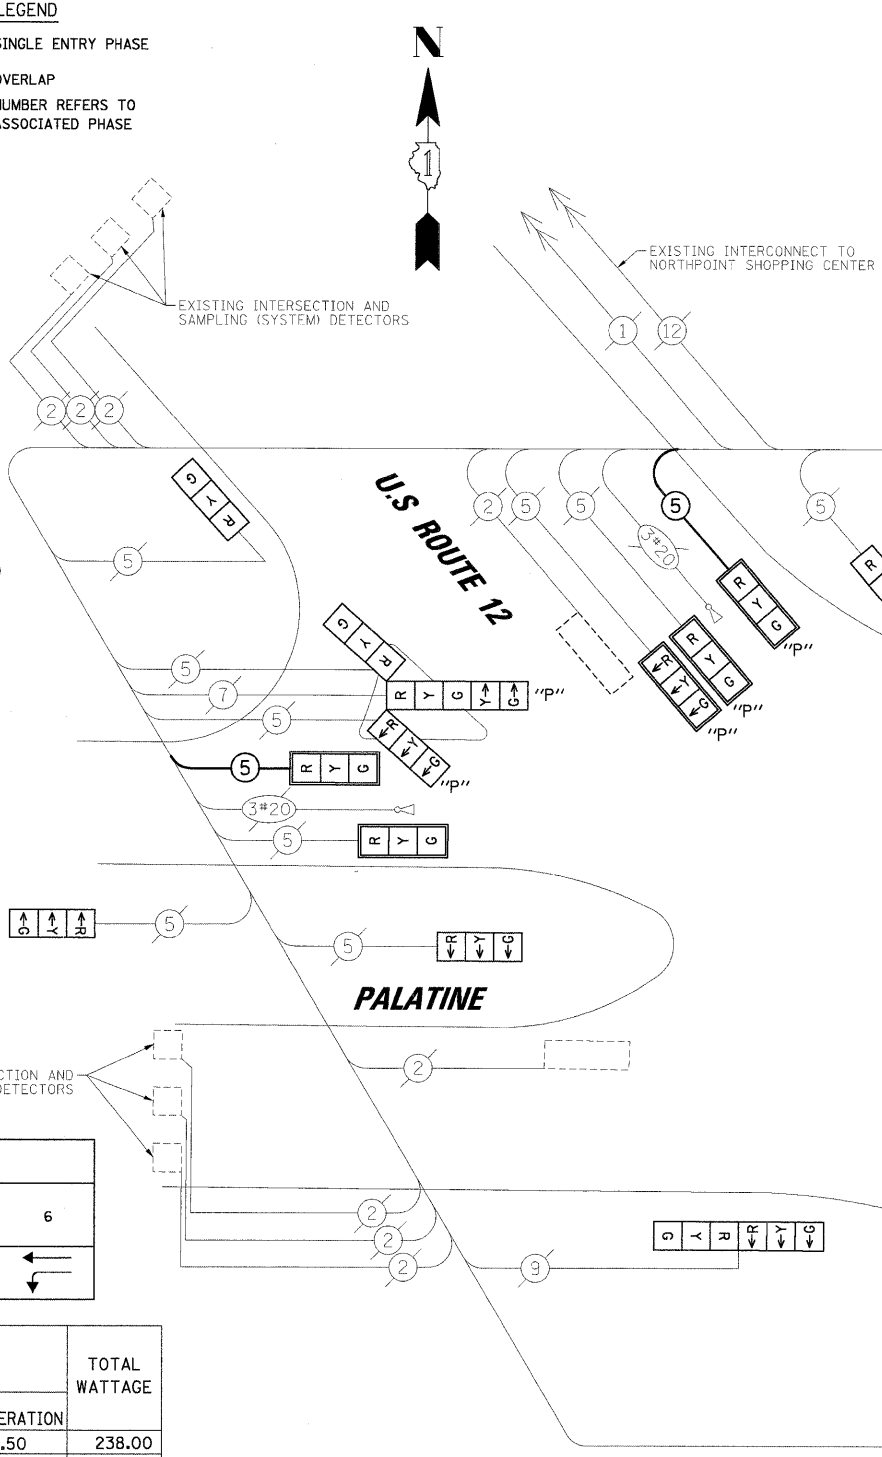 LEGEND
SINGLE ENTRY PHASE
OVERLAP
NUMBER REFERS TO
ASSOCIATED PHASE
N
1
EXISTING INTERCONNECT TO
NORTHPOINT SHOPPING CENTER
EXISTING INTERSECTION AND
SAMPLING (SYSTEM) DETECTORS
1 12
2 2 2
R Y G
U.S ROUTE 12
2 5 5 3#20 5 5
R
5
R Y G "P"
R Y G "P"
R Y G "P"
R Y G
5
7
R Y G Y G "P"
5
R Y G "P"
5
R Y G
3#20
5
R Y G
G Y R
5
5
R Y G
PALATINE
2
CTION AND
DETECTORS
6
2
2
2
G Y R R Y G
9
TOTAL
WATTAGE
ERATION
.50 238.00